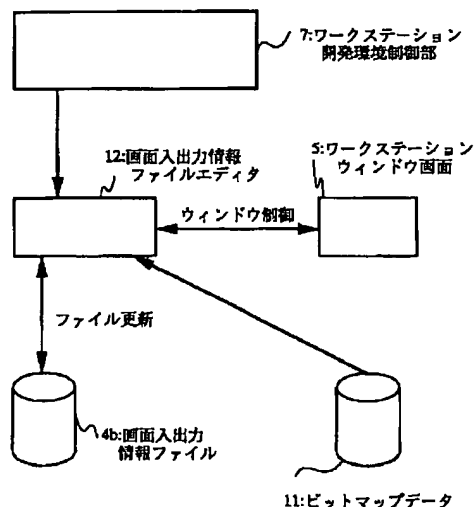 7:ワークステーション
開発環境制御部
12:画面入出力情報
ファイルエディタ
5:ワークステーション
ウィンドウ画面
ウィンドウ制御
ファイル更新
4b:画面入出力
情報ファイル
11:ビットマップデータ